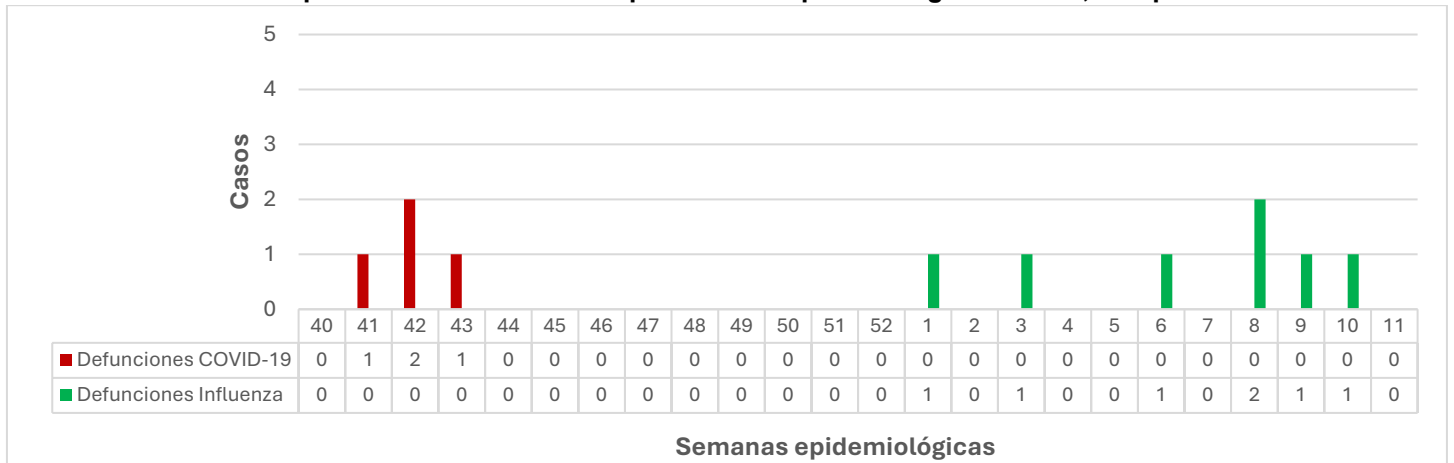 5
4
3
2
1
0
Casos
40 41 42 43 44 45 46 47 48 49 50 51 52 1 2 3 4 5 6 7 8 9 10 11
Defunciones COVID-19 0 1 2 1 0 0 0 0 0 0 0 0 0 0 0 0 0 0 0 0 0 0 0 0
Defunciones Influenza 0 0 0 0 0 0 0 0 0 0 0 0 0 1 0 1 0 0 1 0 2 1 1 0
Semanas epidemiológicas